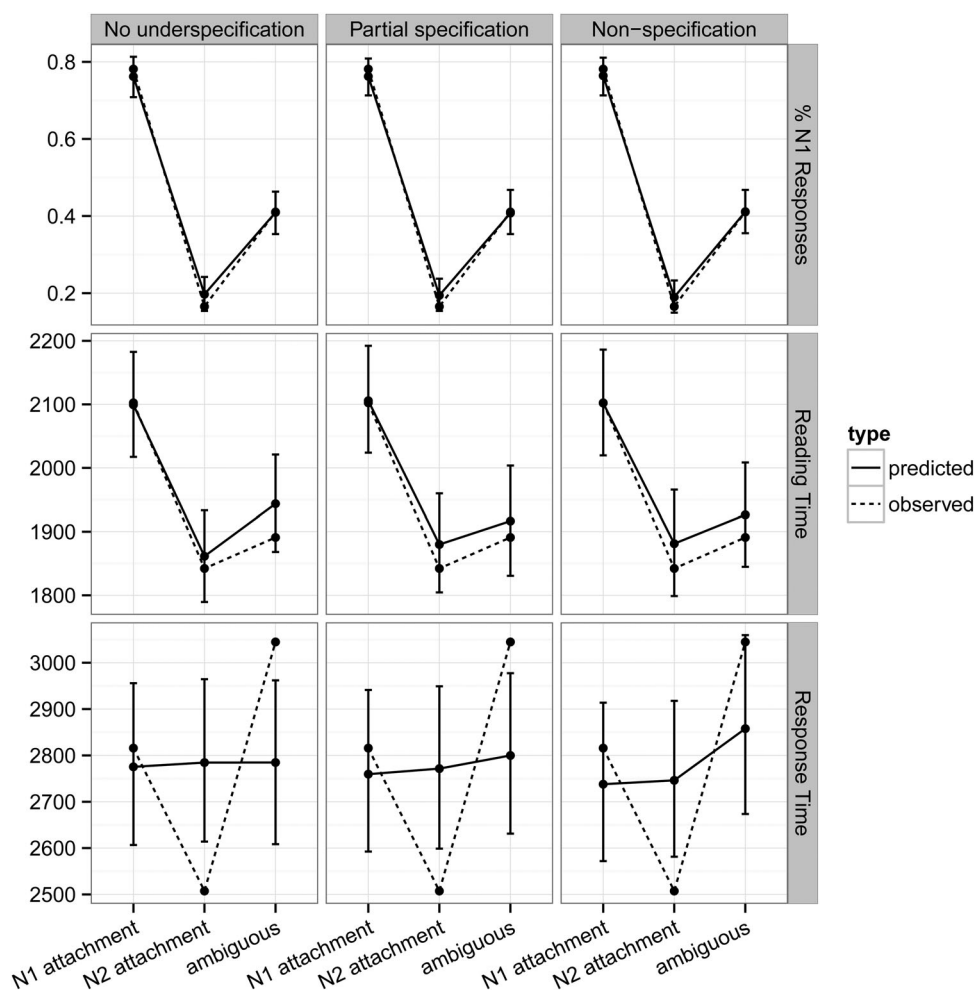 No underspecification
Partial specification
Non−specification
0.8
0.6
0.4
0.2
% N1 Responses
2200
2100
2000
1900
1800
Reading Time
3000
2900
2800
2700
2600
2500
Response Time
N1 attachment
N2 attachment
ambiguous
N1 attachment
N2 attachment
ambiguous
N1 attachment
N2 attachment
ambiguous
type
predicted
observed